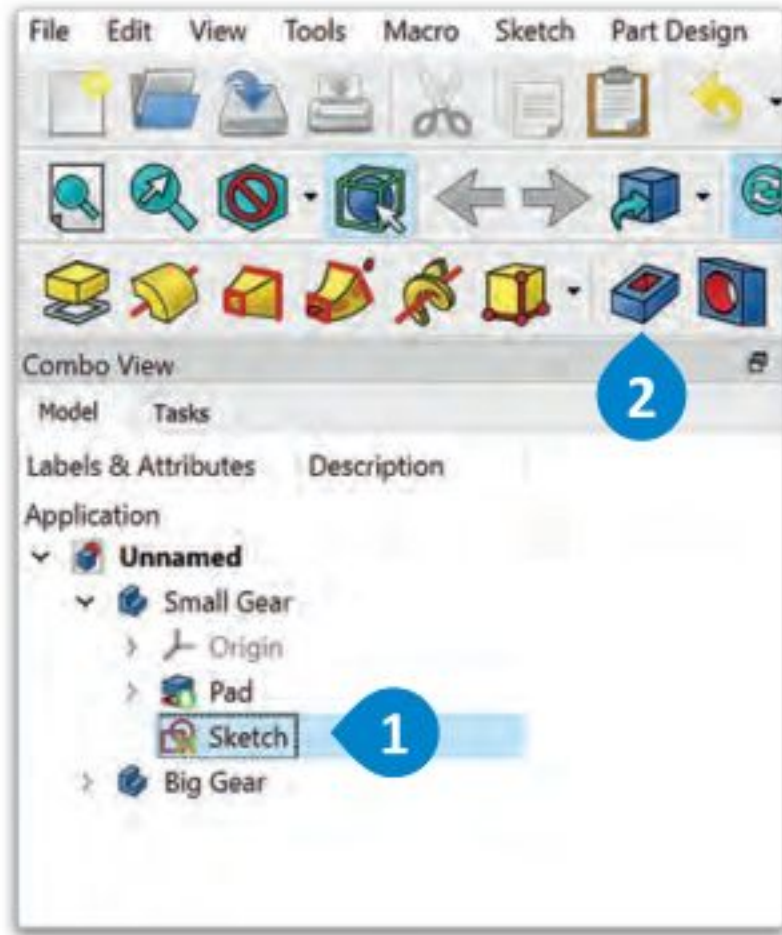 File Edit View Tools Macro Sketch Part Design
Combo View
2
Model Tasks
Labels & Attributes Description
Application
Unnamed
Small Gear
Origin
Pad
Sketch 1
Big Gear